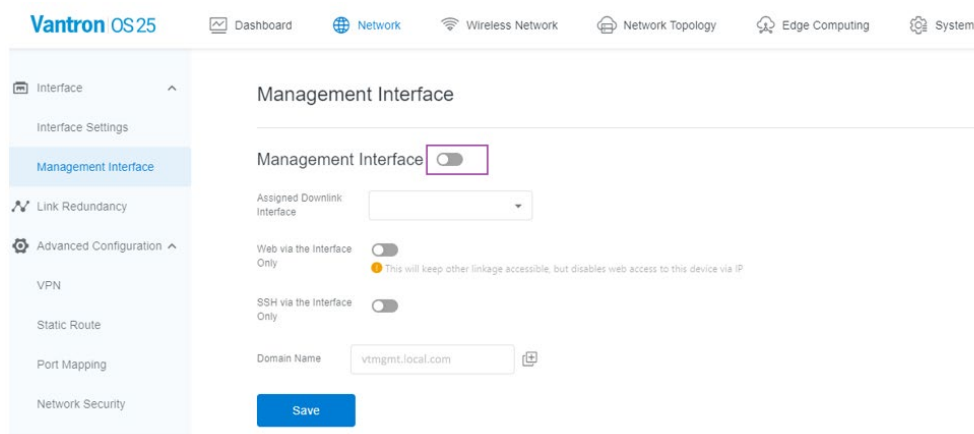 Vantron OS25
Dashboard
Network
Wireless Network
Network Topology
Edge Computing
System
Interface
Interface Settings
Management Interface
Link Redundancy
Advanced Configuration
VPN
Static Route
Port Mapping
Network Security
Management Interface
Management Interface
Assigned Downlink
Interface
Web via the Interface
Only
This will keep other linkage accessible, but disables web access to this device via IP
SSH via the Interface
Only
Domain Name
vtmgmt.local.com
Save